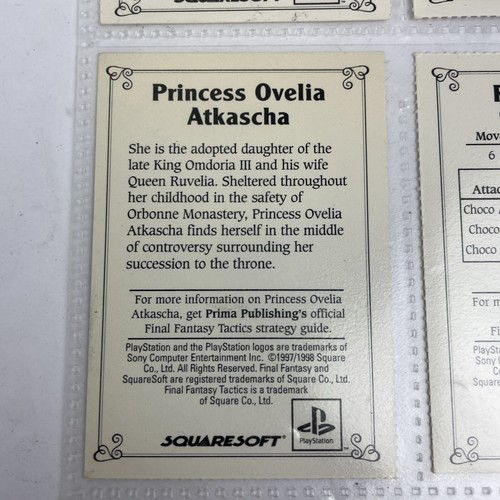 SQUARESOFT
Princess Ovelia
Atkascha
She is the adopted daughter of the
late King Omdoria III and his wife
Queen Ruvelia. Sheltered throughout
her childhood in the safety of
Orbonne Monastery, Princess Ovelia
Atkascha finds herself in the middle
of controversy surrounding her
succession to the throne.
For more information on Princess Ovelia
Atkascha, get Prima Publishing's official
Final Fantasy Tactics strategy guide.
PlayStation and the PlayStation logos are trademarks of
Sony Computer Entertainment Inc. ©1997/1998 Square
Co., Ltd. All Rights Reserved. Final Fantasy and
SquareSoft are registered trademarks of Square Co., Ltd.
Final Fantasy Tactics is a trademark
of Square Co., Ltd.
SQUARESOFT
PlayStation
Mov
6
Attac
Choco
Choco
Choco
For m
Fi